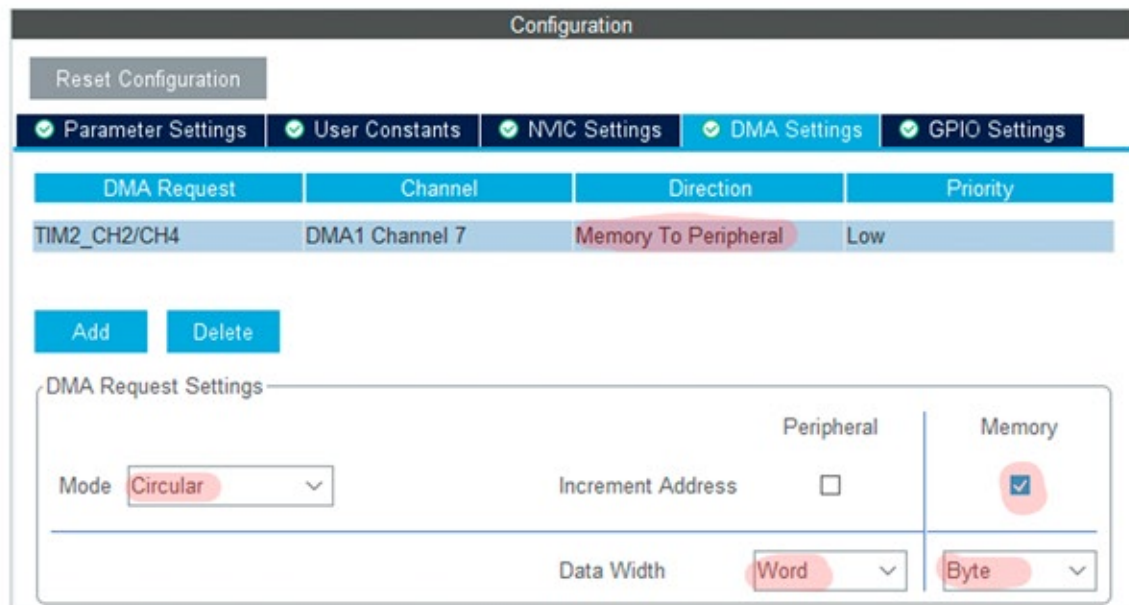 Configuration
Reset Configuration
Parameter Settings User Constants NVIC Settings DMA Settings GPIO Settings
DMA Request Channel Direction Priority
TIM2_CH2/CH4 DMA1 Channel 7 Memory To Peripheral Low
Add Delete
DMA Request Settings
Peripheral Memory
Mode Circular Increment Address
Data Width Word Byte